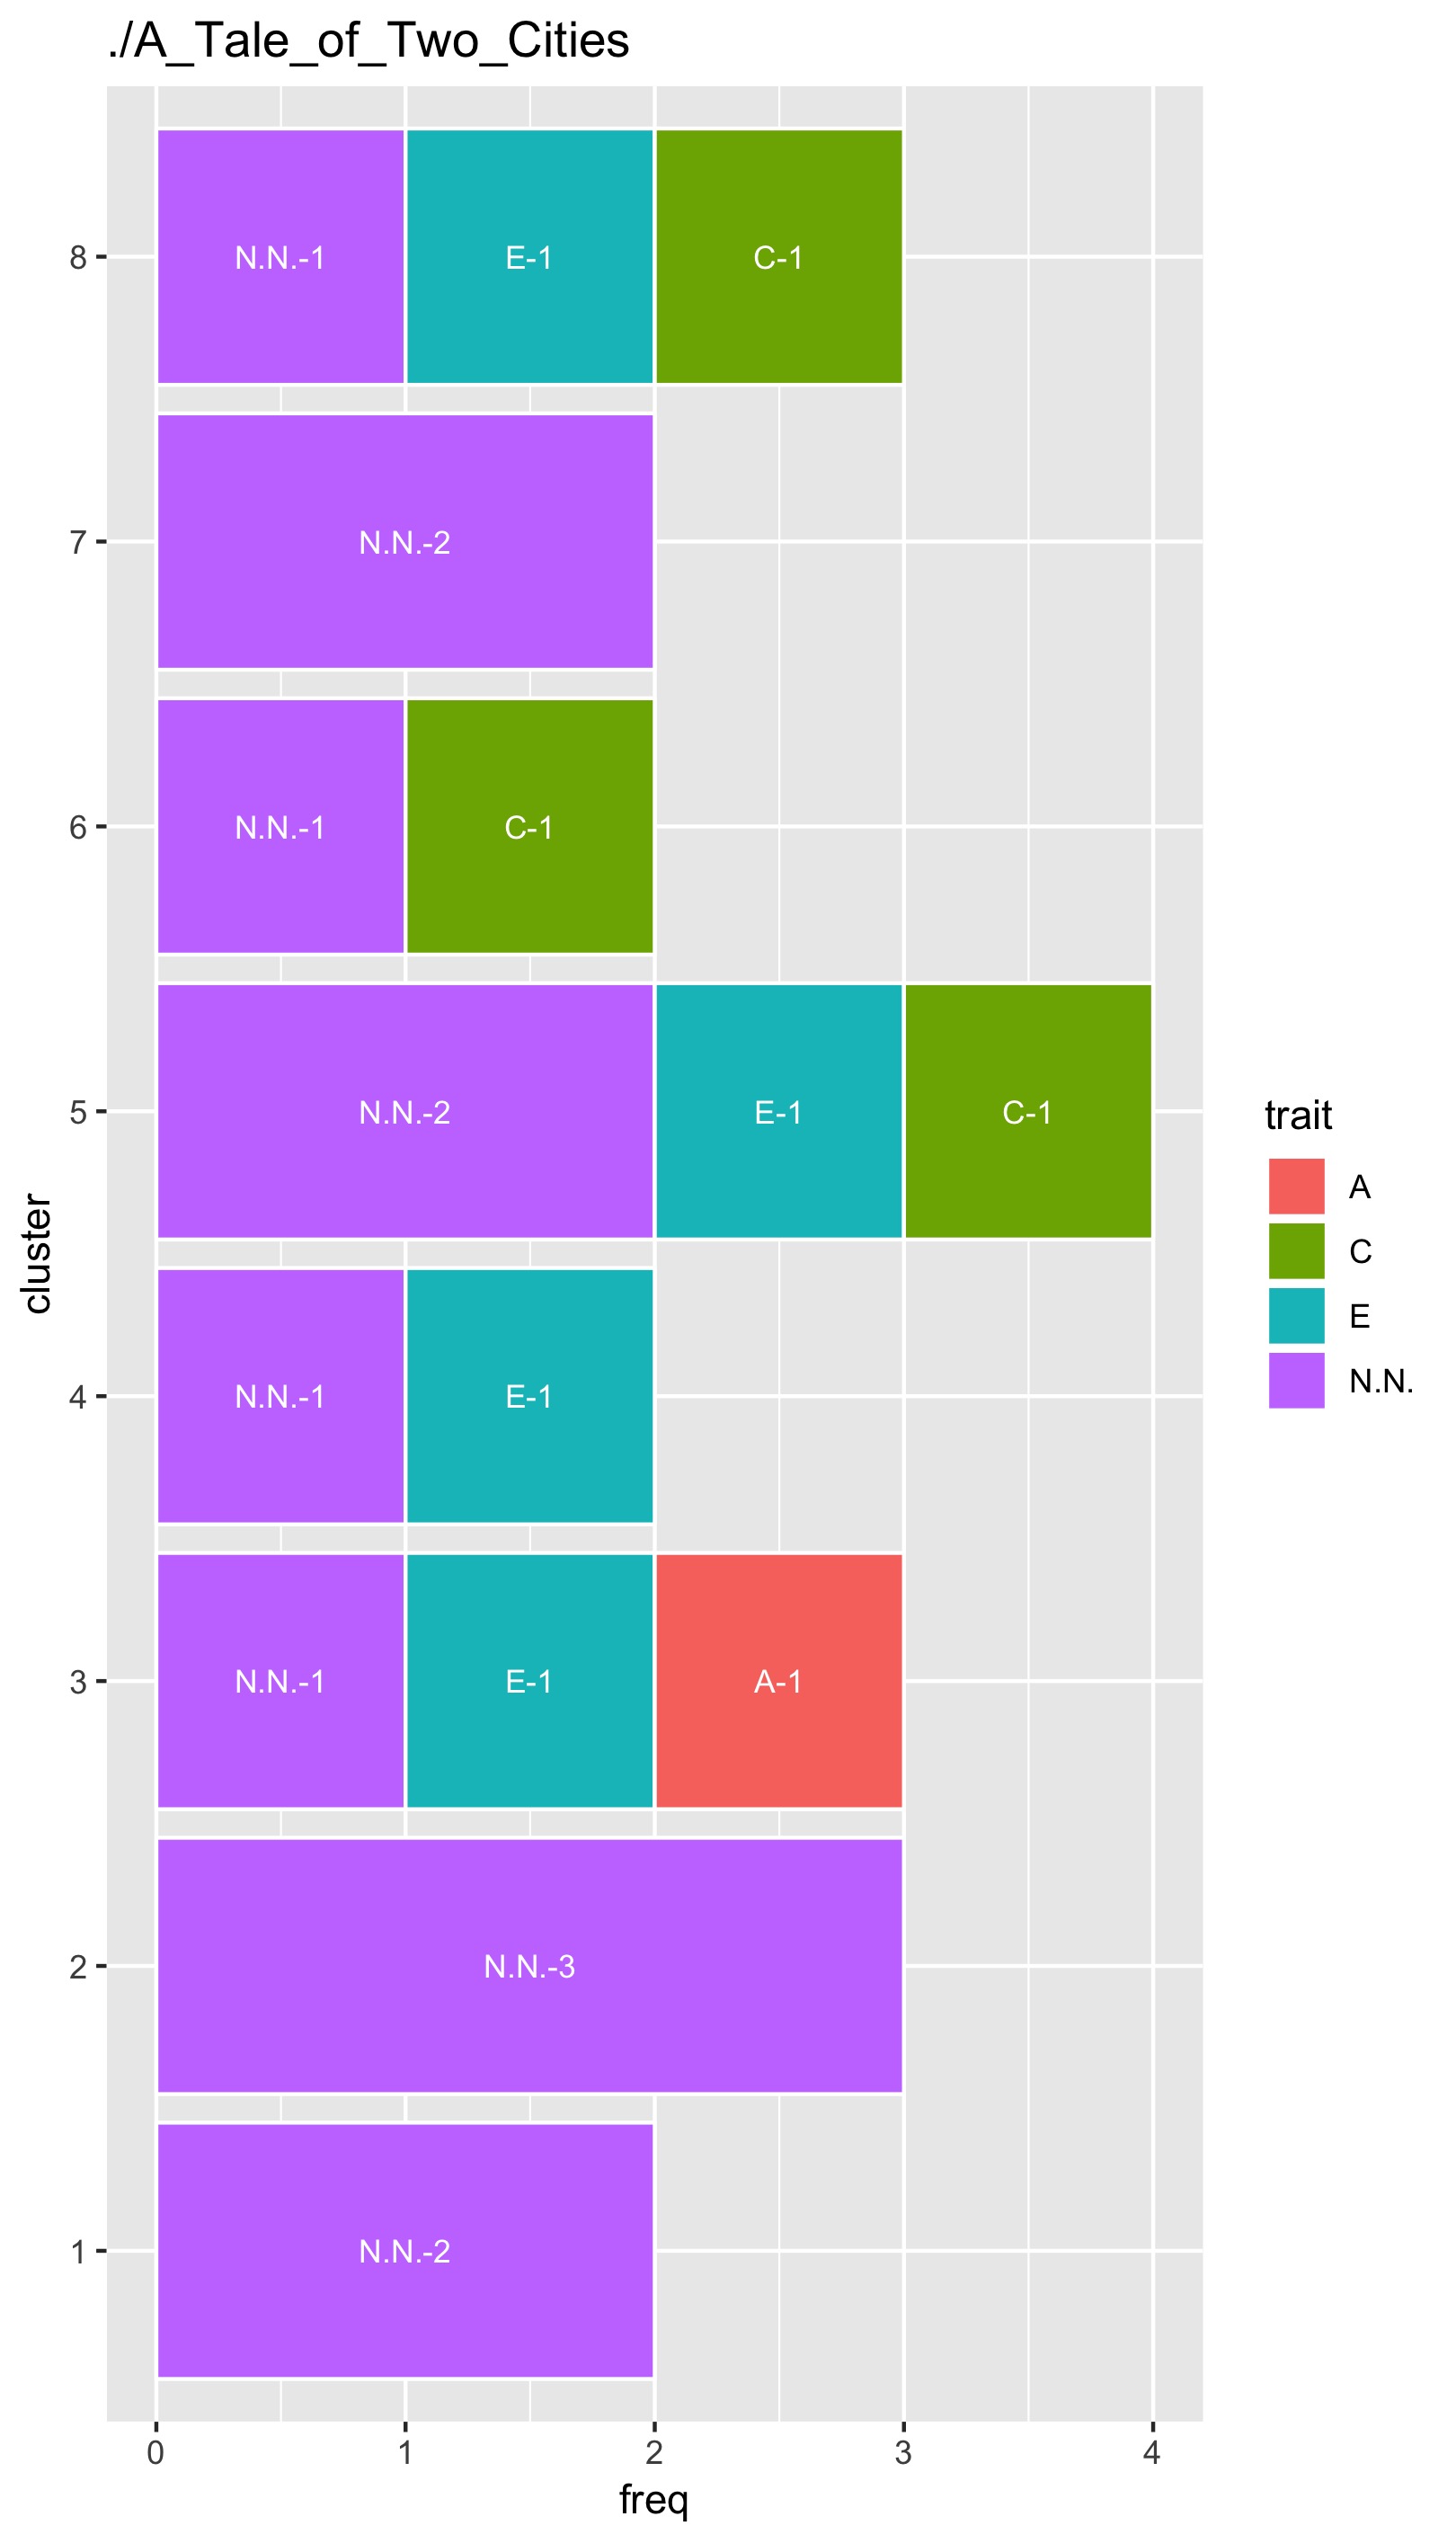 ./A_Tale_of_Two_Cities
8
N.N.-1 E-1 C-1
7
N.N.-2
6
N.N.-1 C-1
5
N.N.-2 E-1 C-1
4
N.N.-1 E-1
3
N.N.-1 E-1 A-1
2
N.N.-3
1
N.N.-2
0 1 2 3 4
freq
cluster
trait
A
C
E
N.N.